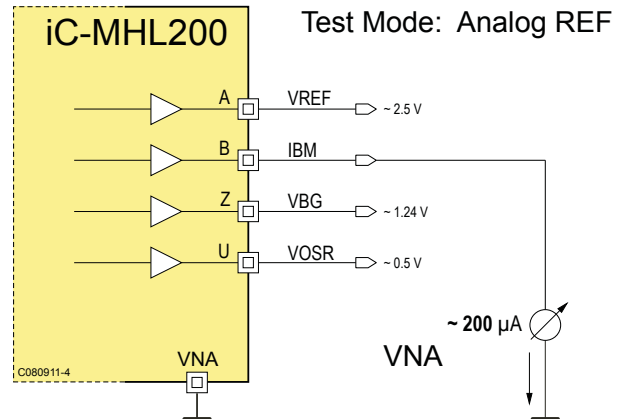 iC-MHL200
Test Mode: Analog REF
A VREF ~ 2.5 V
B IBM
Z VBG ~ 1.24 V
U VOSR ~ 0.5 V
~ 200 µA
VNA
VNA
C080911-4